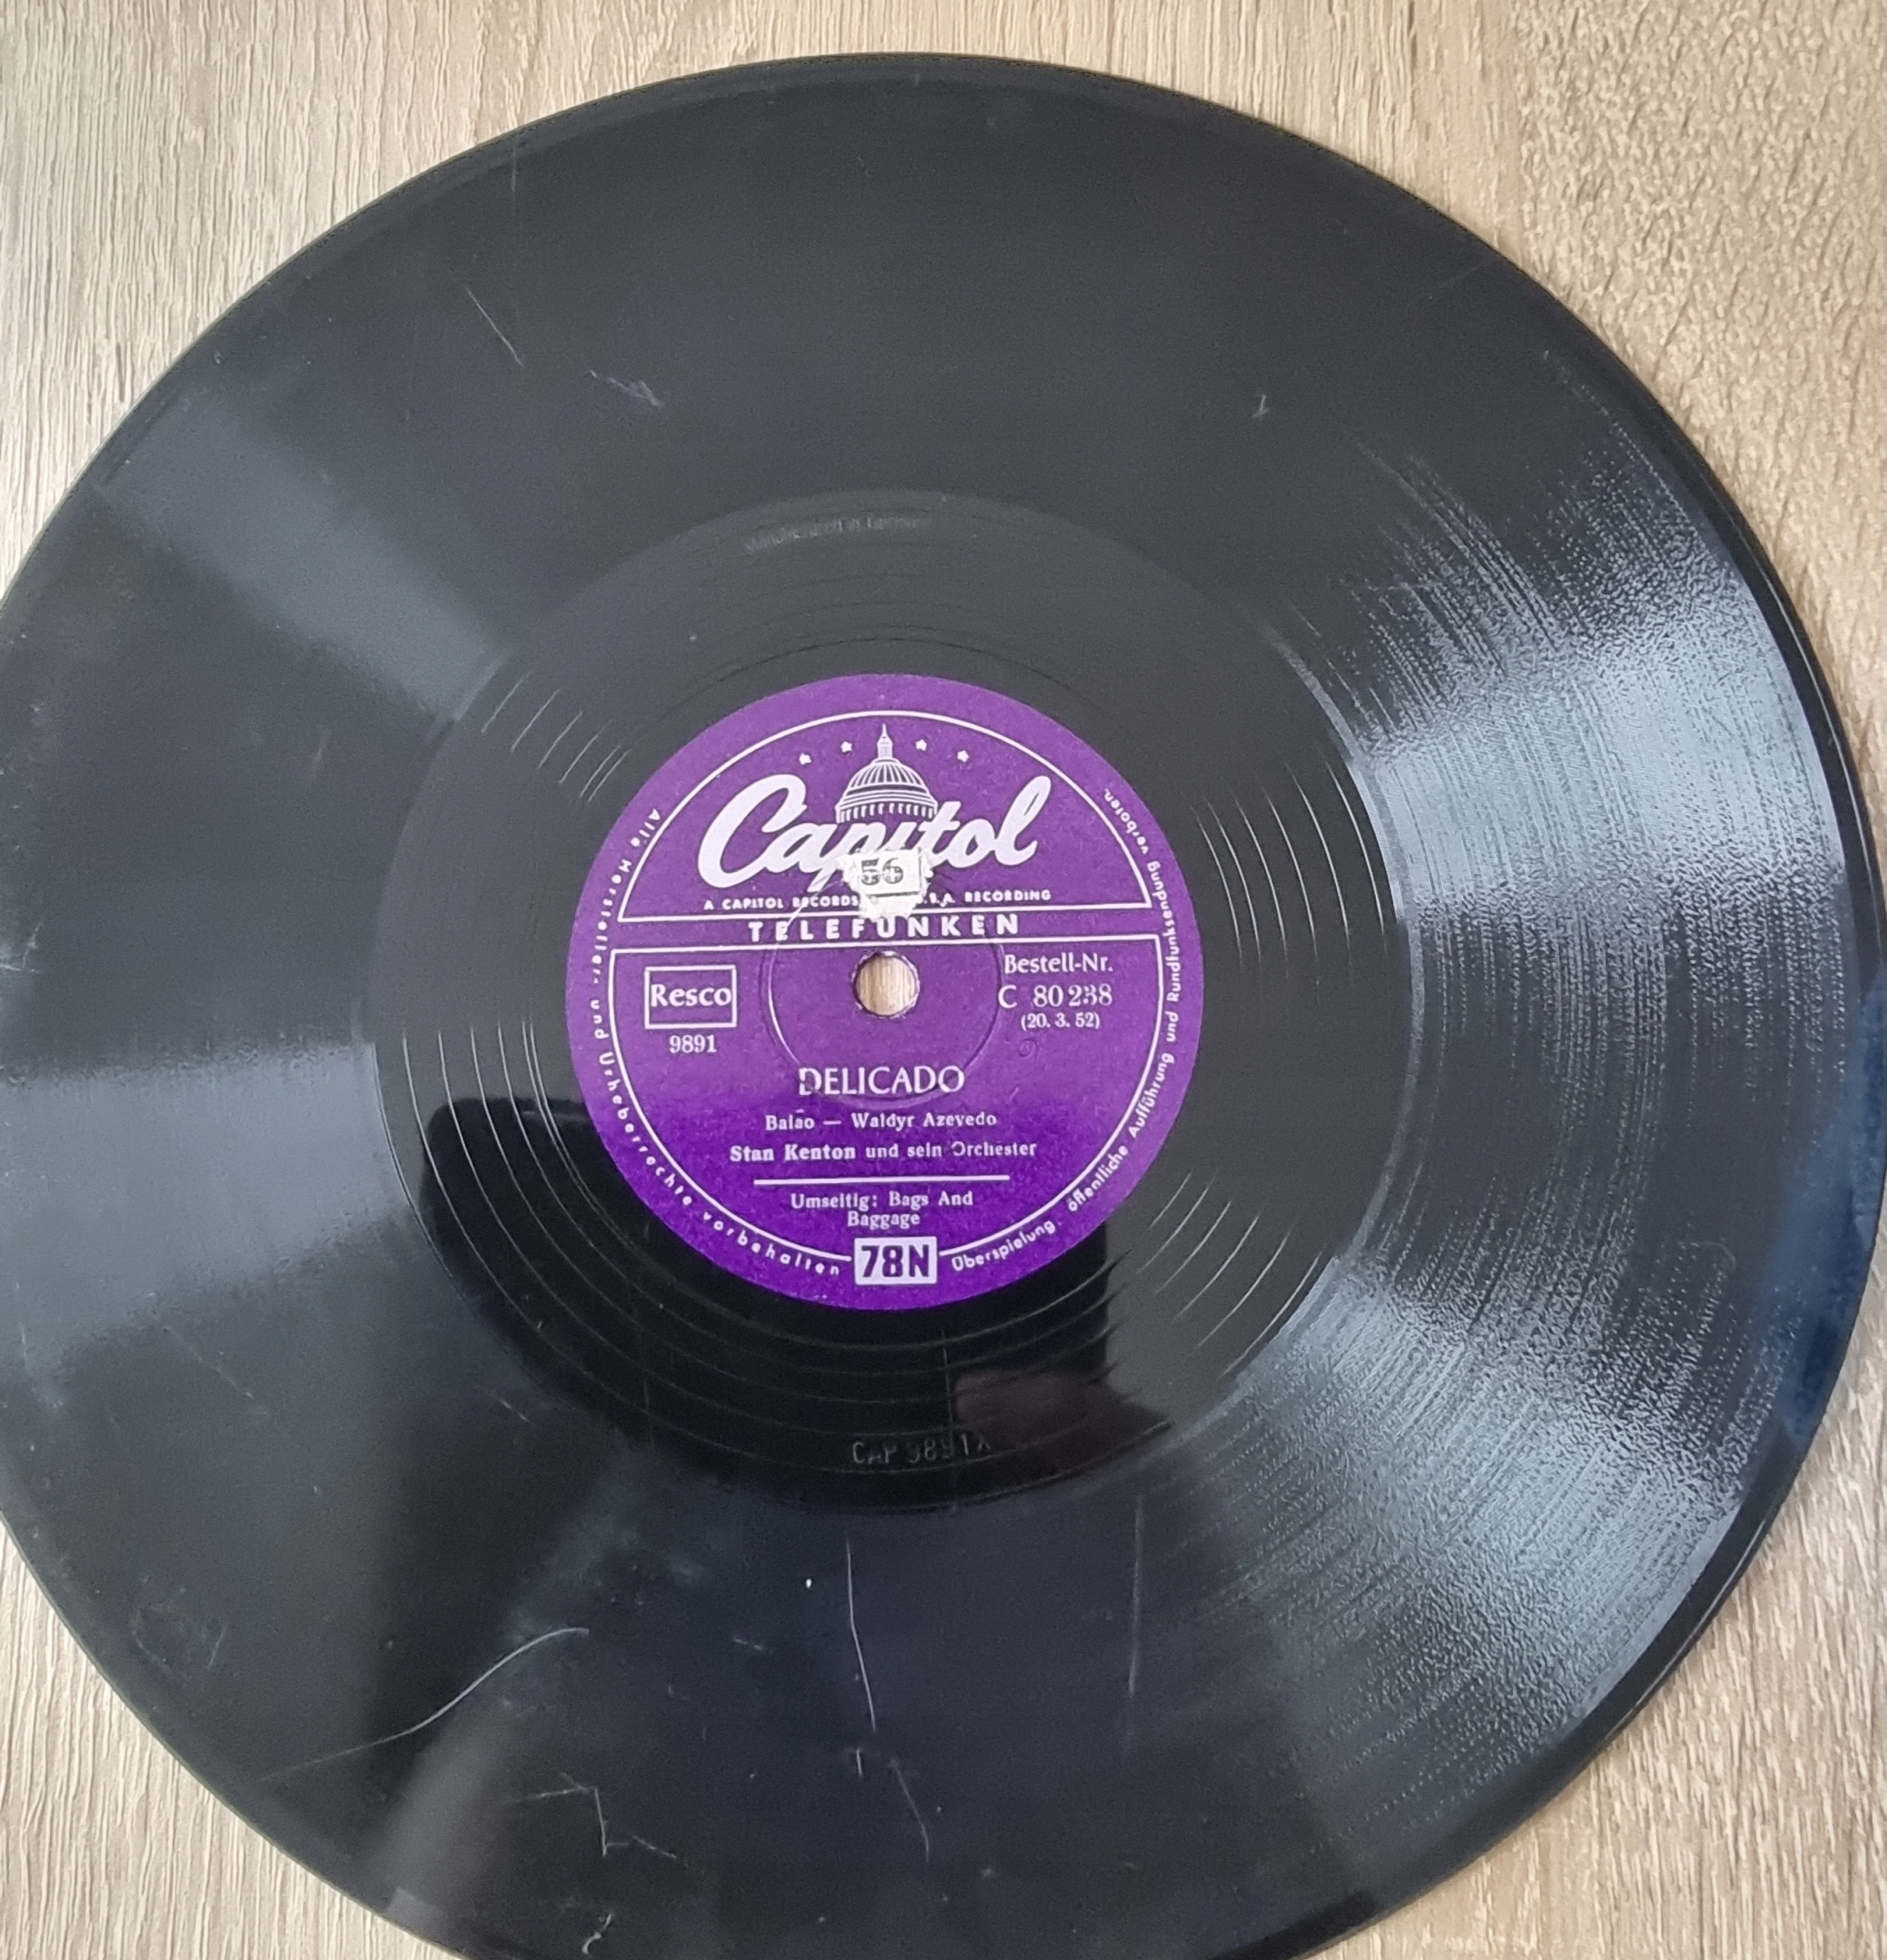 Capitol
56
A CAPITOL RECORDS U.S.A. RECORDING
TELEFUNKEN
Resco
9891
Bestell-Nr.
C 80 238
(20. 3. 52)
DELICADO
Balao — Waldyr Azevedo
Stan Kenton und sein Orchester
Umseitig: Bags And
Baggage
78N
Alle Hersteller- und Urheberrechte vorbehalten
Überspielung, öffentliche Aufführung und Rundfunksendung verboten.
CAP 9891